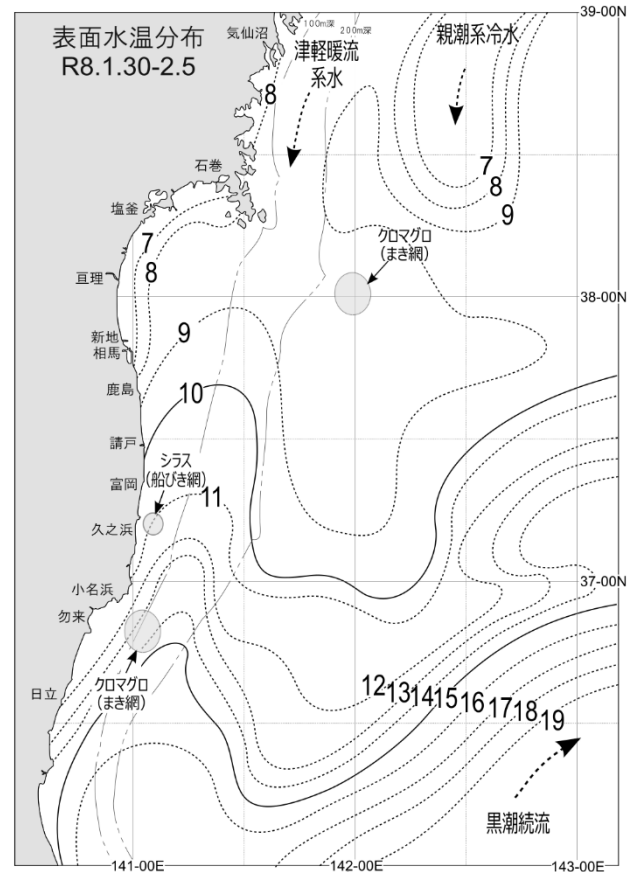 表面水温分布
R8.1.30-2.5
39-00N
気仙沼
100m深
200m深
津軽暖流
系水
親潮系冷水
8
石巻
7
8
9
塩釜
7
8
亘理
クロマグロ
(まき網)
38-00N
新地
相馬
9
鹿島
10
請戸
シラス
(船びき網)
富岡
11
久之浜
37-00N
小名浜
勿来
クロマグロ
(まき網)
日立
12
13
14
15
16
17
18
19
黒潮続流
141-00E
142-00E
143-00E